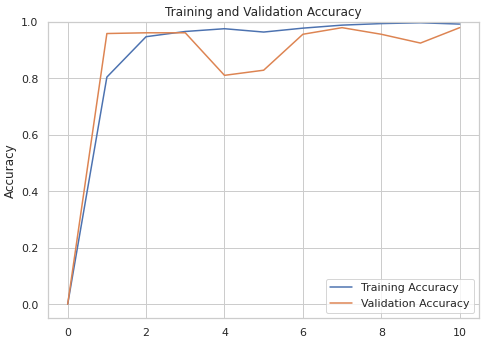 Training and Validation Accuracy
Accuracy
1.0
0.8
0.6
0.4
0.2
0.0
0 2 4 6 8 10
Training Accuracy
Validation Accuracy